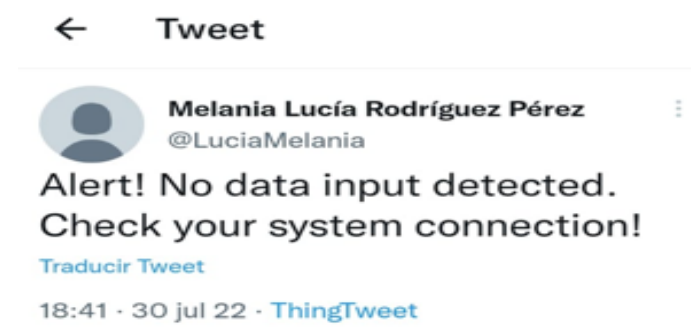 ← Tweet
Melania Lucía Rodríguez Pérez
@LuciaMelania
Alert! No data input detected.
Check your system connection!
Traducir Tweet
18:41 · 30 jul 22 · ThingTweet